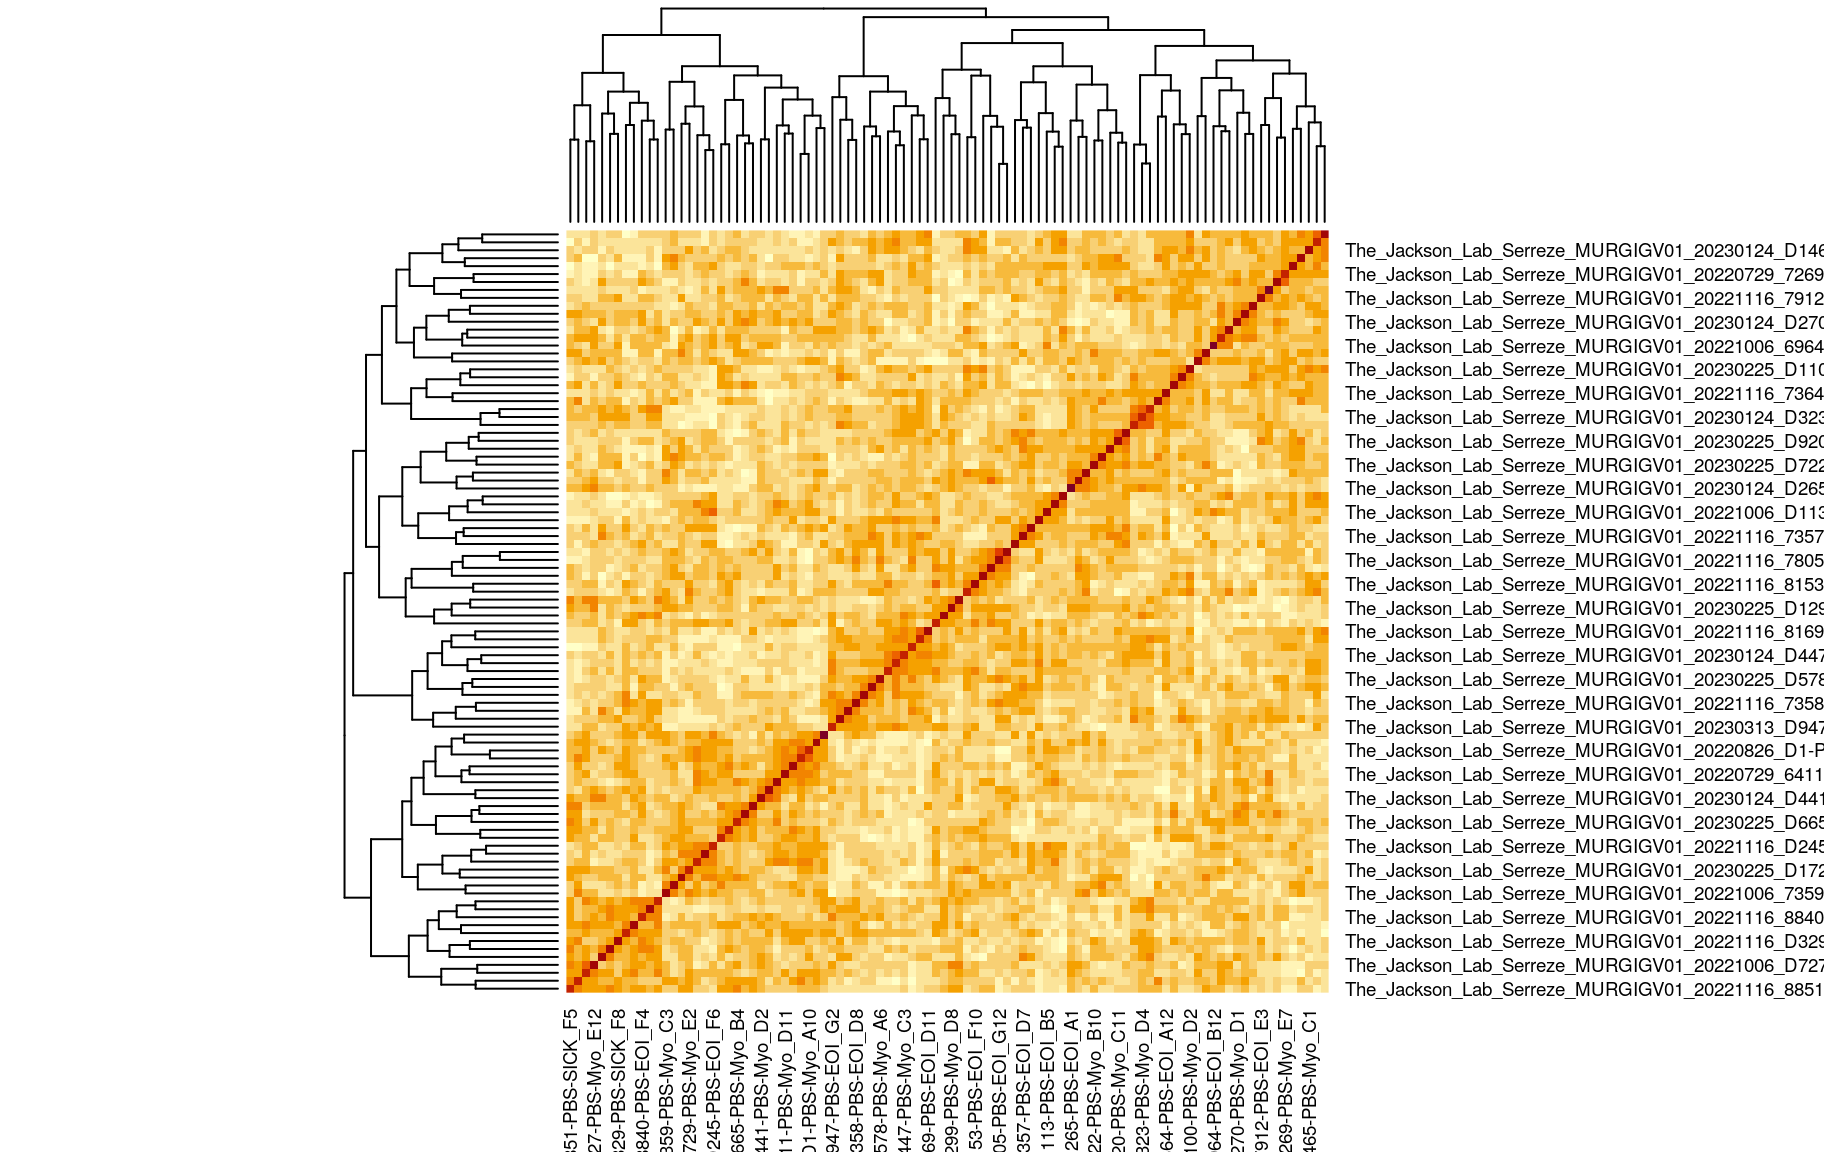 The_Jackson_Lab_Serreze_MURGIGV01_20230124_D146
The_Jackson_Lab_Serreze_MURGIGV01_20220729_7269
The_Jackson_Lab_Serreze_MURGIGV01_20221116_7912
The_Jackson_Lab_Serreze_MURGIGV01_20230124_D270
The_Jackson_Lab_Serreze_MURGIGV01_20221006_6964
The_Jackson_Lab_Serreze_MURGIGV01_20230225_D110
The_Jackson_Lab_Serreze_MURGIGV01_20221116_7364
The_Jackson_Lab_Serreze_MURGIGV01_20230124_D323
The_Jackson_Lab_Serreze_MURGIGV01_20230225_D920
The_Jackson_Lab_Serreze_MURGIGV01_20230225_D722
The_Jackson_Lab_Serreze_MURGIGV01_20230124_D265
The_Jackson_Lab_Serreze_MURGIGV01_20221006_D113
The_Jackson_Lab_Serreze_MURGIGV01_20221116_7357
The_Jackson_Lab_Serreze_MURGIGV01_20221116_7805
The_Jackson_Lab_Serreze_MURGIGV01_20221116_8153
The_Jackson_Lab_Serreze_MURGIGV01_20230225_D129
The_Jackson_Lab_Serreze_MURGIGV01_20221116_8169
The_Jackson_Lab_Serreze_MURGIGV01_20230124_D447
The_Jackson_Lab_Serreze_MURGIGV01_20230225_D578
The_Jackson_Lab_Serreze_MURGIGV01_20221116_7358
The_Jackson_Lab_Serreze_MURGIGV01_20230313_D947
The_Jackson_Lab_Serreze_MURGIGV01_20220826_D1-P
The_Jackson_Lab_Serreze_MURGIGV01_20220729_6411
The_Jackson_Lab_Serreze_MURGIGV01_20230124_D441
The_Jackson_Lab_Serreze_MURGIGV01_20230225_D665
The_Jackson_Lab_Serreze_MURGIGV01_20221116_D245
The_Jackson_Lab_Serreze_MURGIGV01_20230225_D172
The_Jackson_Lab_Serreze_MURGIGV01_20221006_7359
The_Jackson_Lab_Serreze_MURGIGV01_20221116_8840
The_Jackson_Lab_Serreze_MURGIGV01_20221116_D329
The_Jackson_Lab_Serreze_MURGIGV01_20221006_D727
The_Jackson_Lab_Serreze_MURGIGV01_20221116_8851
851-PBS-SICK_F5
727-PBS-Myo_E12
329-PBS-SICK_F8
8840-PBS-EOI_F4
359-PBS-Myo_C3
729-PBS-Myo_E2
245-PBS-EOI_F6
665-PBS-Myo_B4
441-PBS-Myo_D2
11-PBS-Myo_D11
01-PBS-Myo_A10
947-PBS-EOI_G2
358-PBS-EOI_D8
578-PBS-Myo_A6
447-PBS-Myo_C3
69-PBS-EOI_D11
299-PBS-Myo_D8
53-PBS-EOI_F10
05-PBS-EOI_G12
357-PBS-EOI_D7
113-PBS-EOI_B5
265-PBS-EOI_A1
22-PBS-Myo_B10
20-PBS-Myo_C11
323-PBS-Myo_D4
64-PBS-EOI_A12
100-PBS-Myo_D2
964-PBS-EOI_B12
270-PBS-Myo_D1
7912-PBS-EOI_E3
269-PBS-Myo_E7
465-PBS-Myo_C1